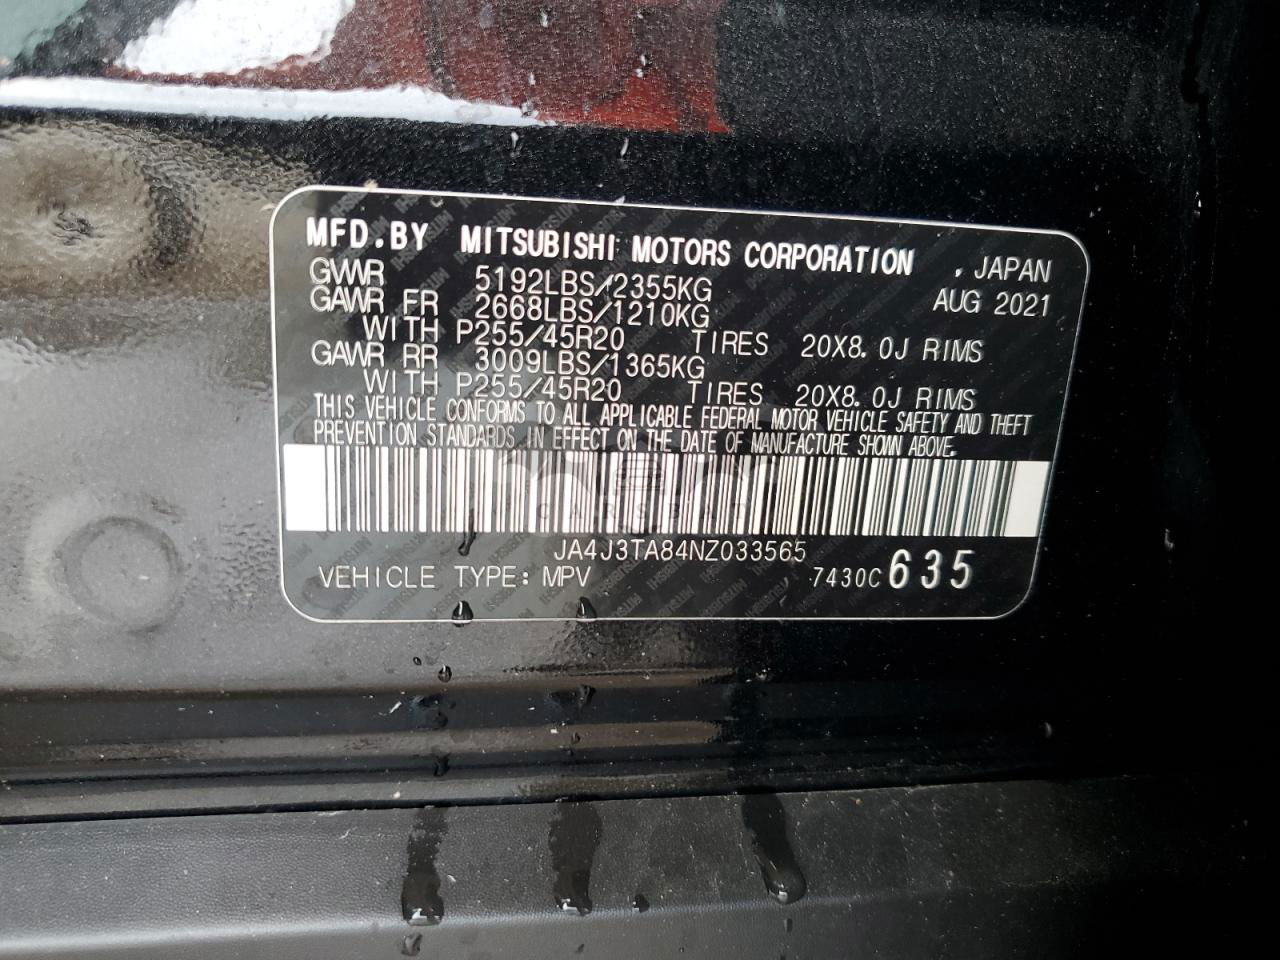 MFD.BY MITSUBISHI MOTORS CORPORATION , JAPAN
GVWR 5192LBS/2355KG AUG 2021
GAWR FR 2668LBS/1210KG
WITH P255/45R20 TIRES 20X8.0J RIMS
GAWR RR 3009LBS/1365KG
WITH P255/45R20 TIRES 20X8.0J RIMS
THIS VEHICLE CONFORMS TO ALL APPLICABLE FEDERAL MOTOR VEHICLE SAFETY AND THEFT
PREVENTION STANDARDS IN EFFECT ON THE DATE OF MANUFACTURE SHOWN ABOVE.
JA4J3TA84NZ033565
VEHICLE TYPE: MPV 7430C 635